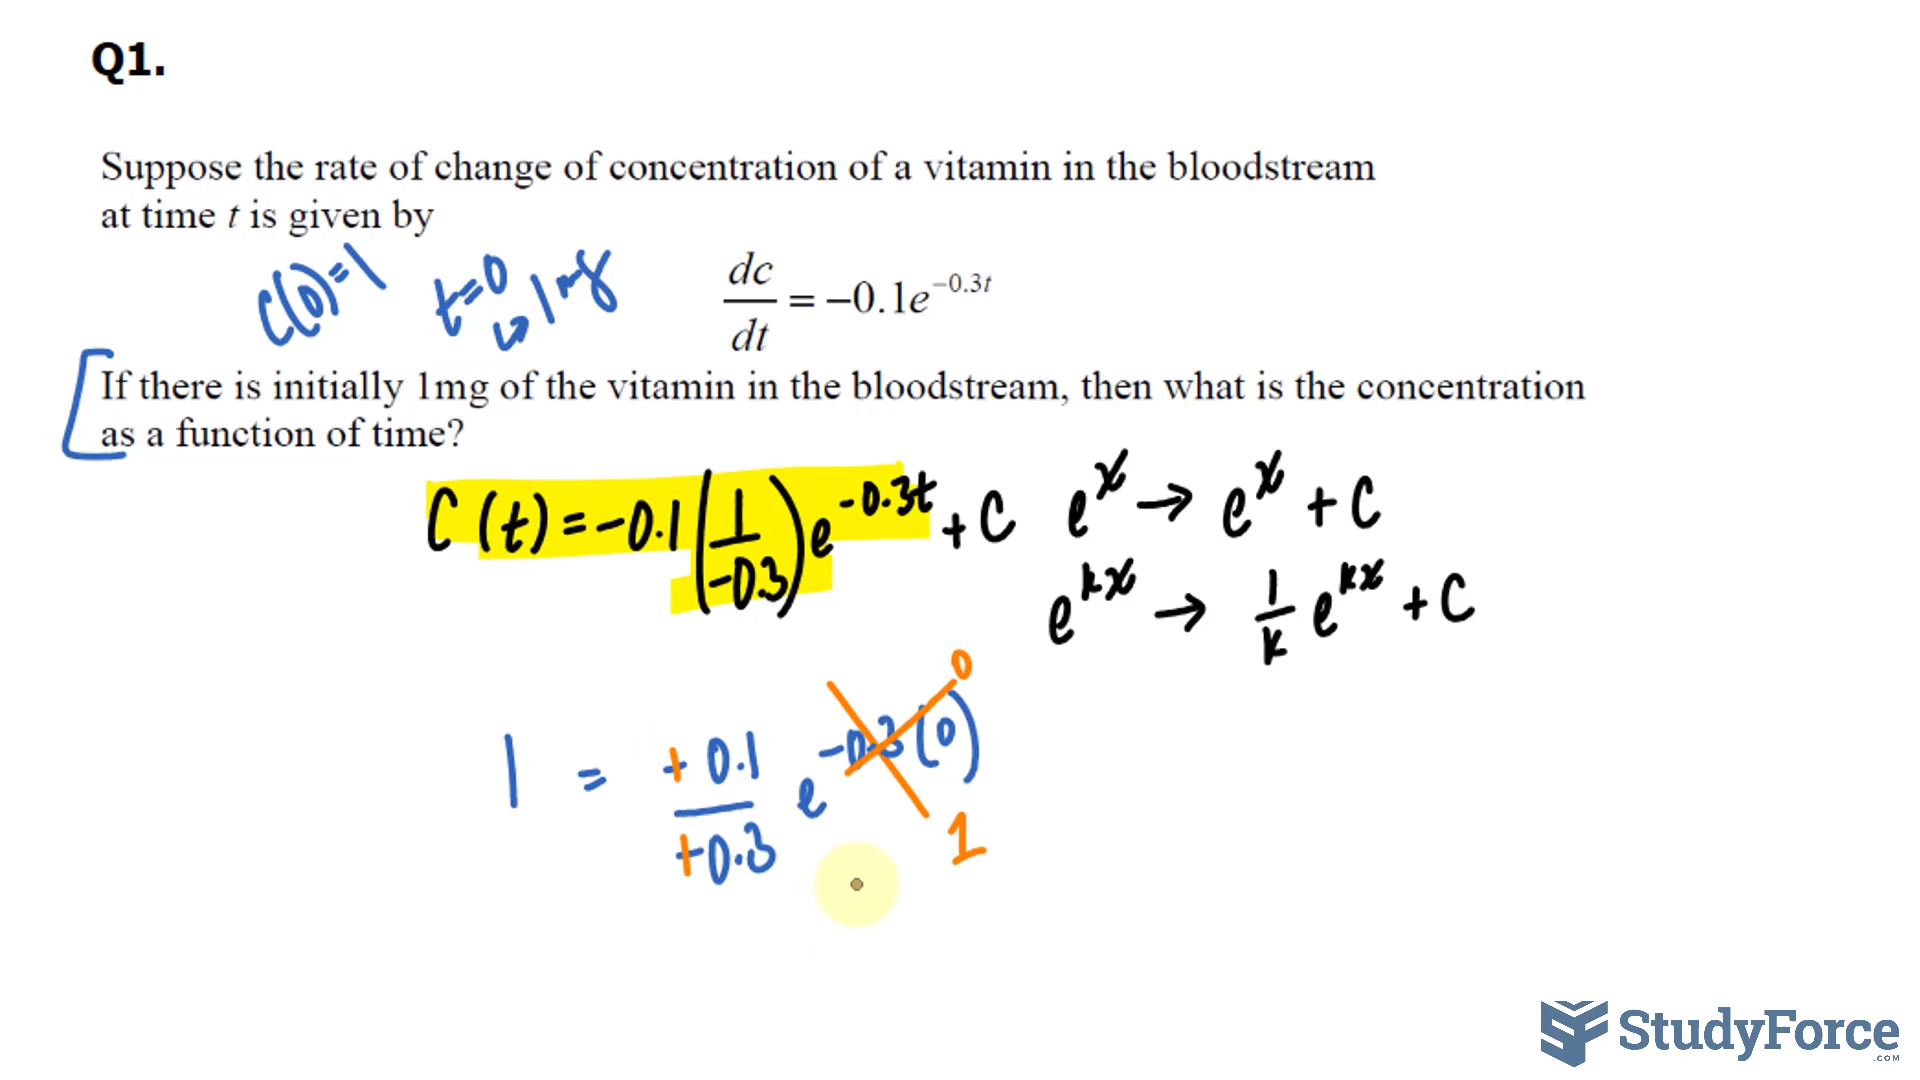 Q1.
Suppose the rate of change of concentration of a vitamin in the bloodstream
at time t is given by
C(0)=1
t=0
↳ 1mg
dc/dt = −0.1e^−0.3t
If there is initially 1mg of the vitamin in the bloodstream, then what is the concentration
as a function of time?
C(t) = -0.1 (1/-0.3) e^-0.3t + C
e^x → e^x + C
e^kx → 1/k e^kx + C
1 = +0.1/+0.3 e^-0.3(0)
0
1
StudyForce
.COM